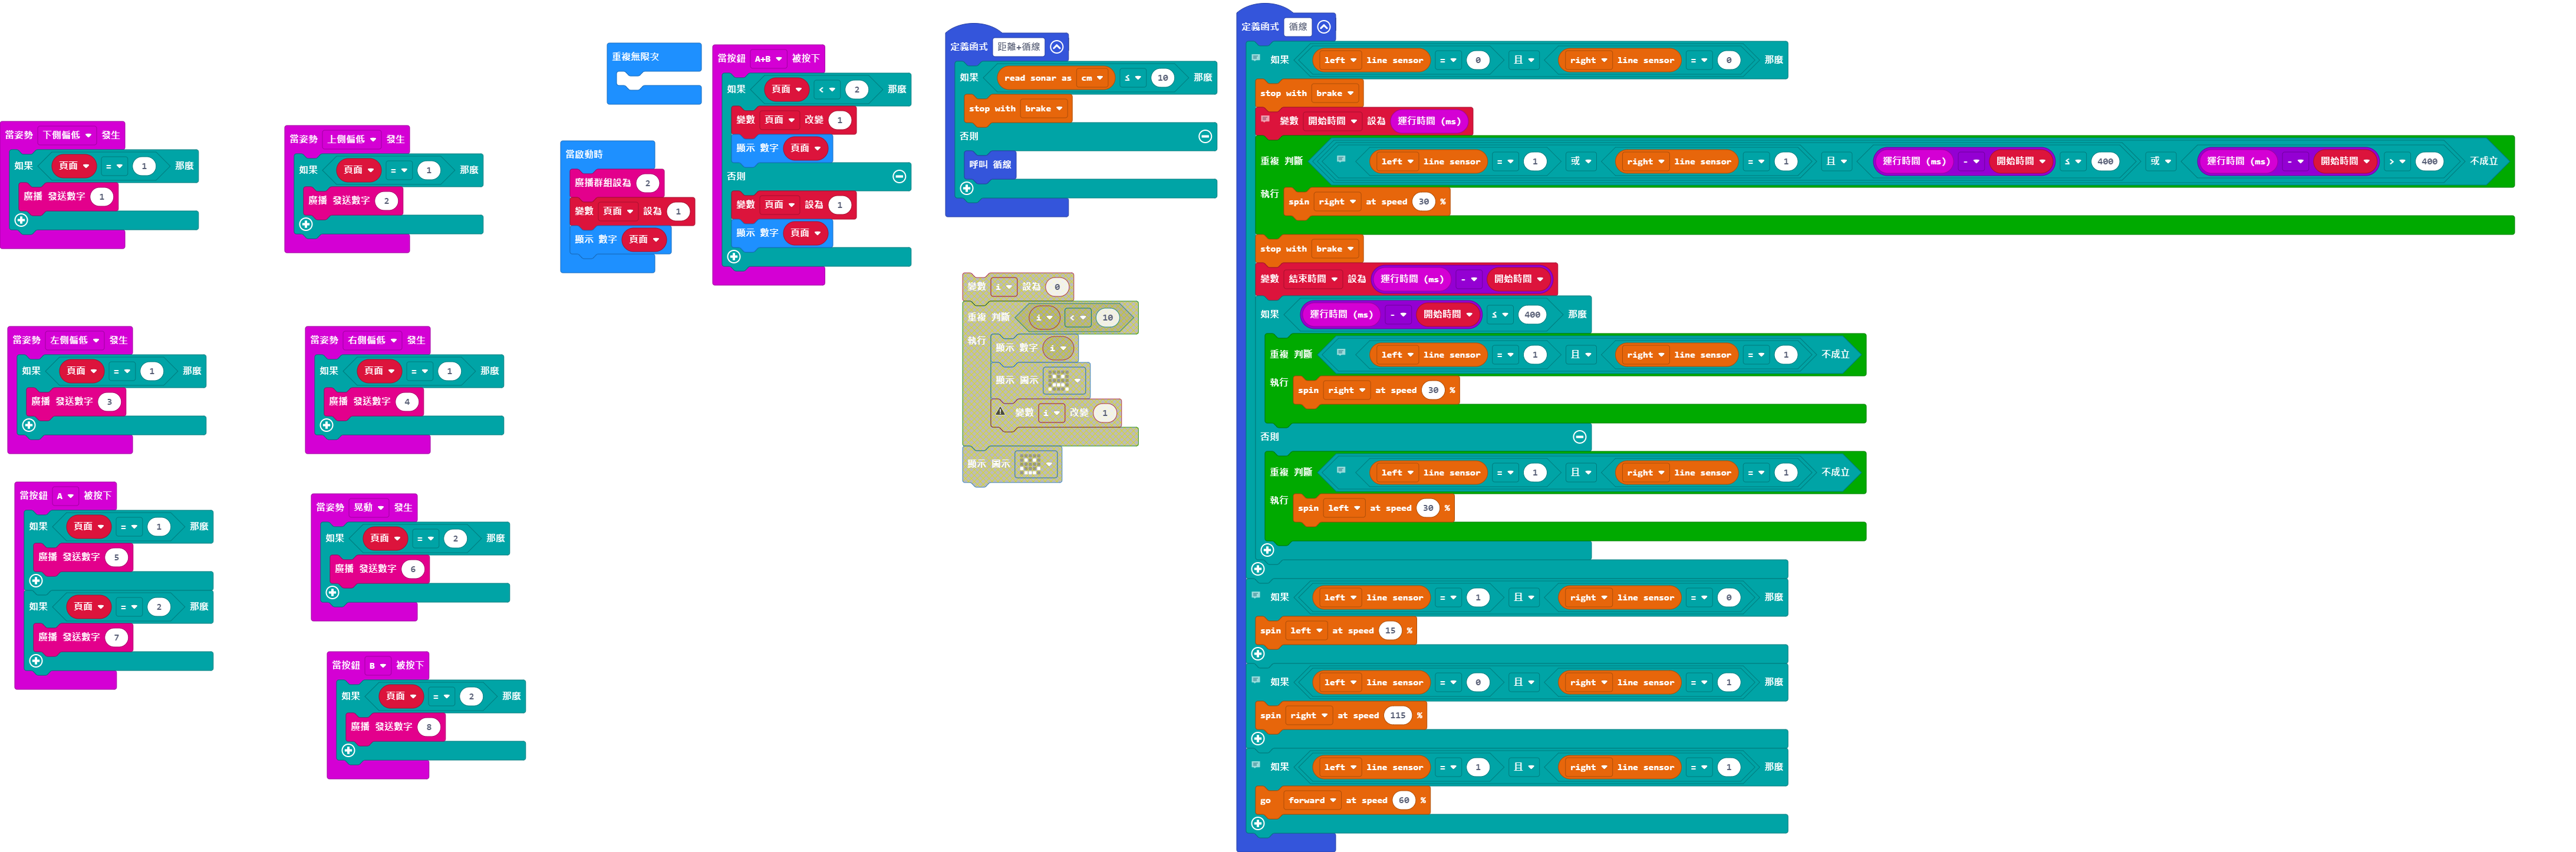 當姿勢 下側偏低 發生
如果 頁面 = 1 那麼
廣播 發送數字 1
當姿勢 上側偏低 發生
如果 頁面 = 1 那麼
廣播 發送數字 2
當姿勢 左側偏低 發生
如果 頁面 = 1 那麼
廣播 發送數字 3
當姿勢 右側偏低 發生
如果 頁面 = 1 那麼
廣播 發送數字 4
當按鈕 A 被按下
如果 頁面 = 1 那麼
廣播 發送數字 5
如果 頁面 = 2 那麼
廣播 發送數字 7
當姿勢 晃動 發生
如果 頁面 = 2 那麼
廣播 發送數字 6
當按鈕 B 被按下
如果 頁面 = 2 那麼
廣播 發送數字 8
重複無限次
當啟動時
廣播群組設為 2
變數 頁面 設為 1
顯示 數字 頁面
當按鈕 A+B 被按下
如果 頁面 < 2 那麼
變數 頁面 改變 1
顯示 數字 頁面
否則
變數 頁面 設為 1
顯示 數字 頁面
定義函式 距離+循線
如果 read sonar as cm ≤ 10 那麼
stop with brake
否則
呼叫 循線
變數 i 設為 0
重複 判斷 i < 10
執行 顯示 數字 i
顯示 圖示
變數 i 改變 1
顯示 圖示
定義函式 循線
如果 left line sensor = 0 且 right line sensor = 0 那麼
stop with brake
變數 開始時間 設為 運行時間 (ms)
重複 判斷 left line sensor = 1 或 right line sensor = 1 且 運行時間 (ms) - 開始時間 ≤ 400 或 運行時間 (ms) - 開始時間 > 400 不成立
執行 spin right at speed 30 %
stop with brake
變數 結束時間 設為 運行時間 (ms) - 開始時間
如果 運行時間 (ms) - 開始時間 ≤ 400 那麼
重複 判斷 left line sensor = 1 且 right line sensor = 1 不成立
執行 spin right at speed 30 %
否則
重複 判斷 left line sensor = 1 且 right line sensor = 1 不成立
執行 spin left at speed 30 %
如果 left line sensor = 1 且 right line sensor = 0 那麼
spin left at speed 15 %
如果 left line sensor = 0 且 right line sensor = 1 那麼
spin right at speed 115 %
如果 left line sensor = 1 且 right line sensor = 1 那麼
go forward at speed 60 %